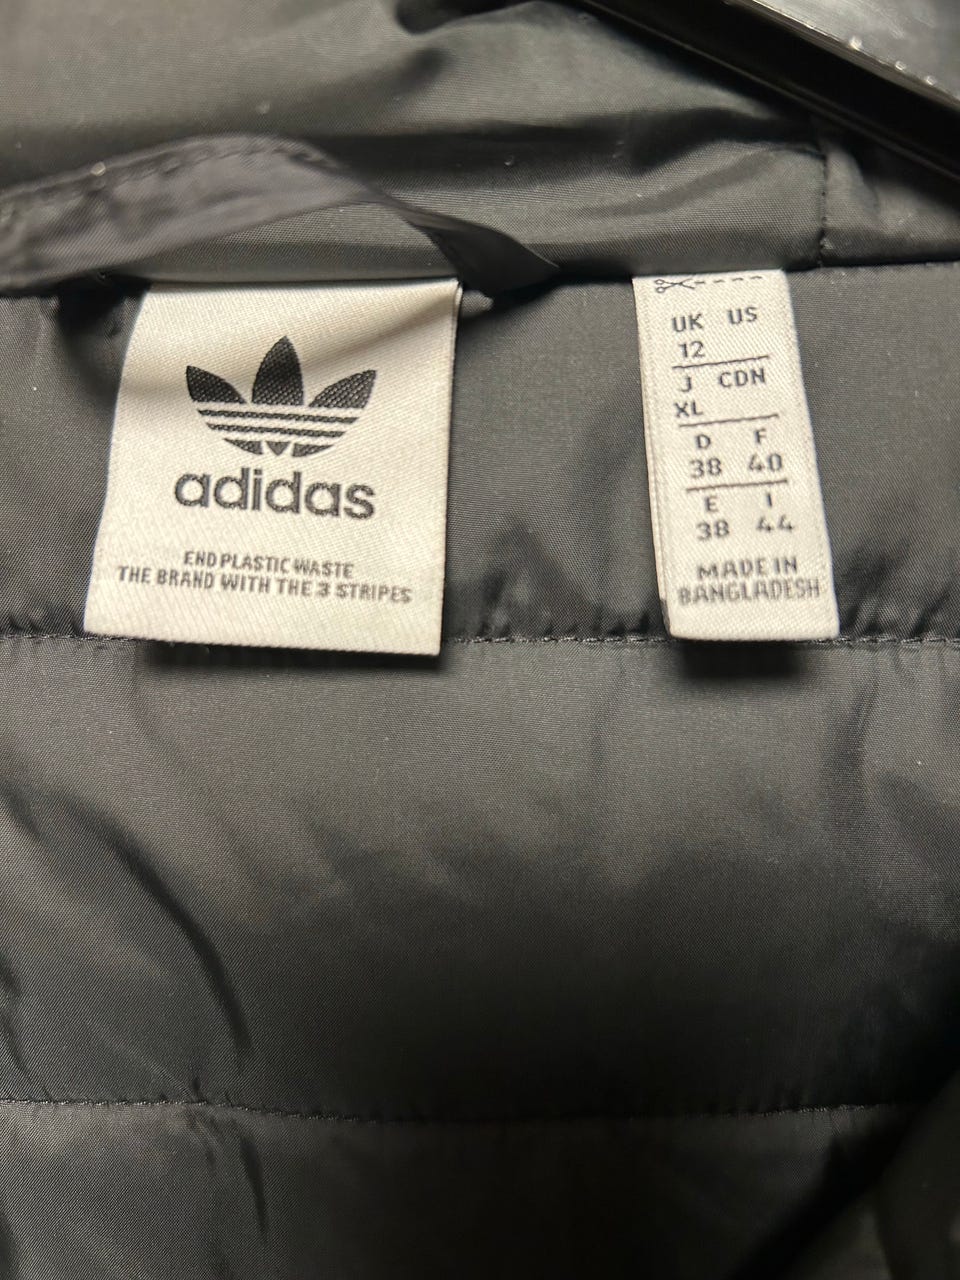 adidas
END PLASTIC WASTE
THE BRAND WITH THE 3 STRIPES
UK US
12
J CDN
XL
D F
38 40
E I
38 44
MADE IN
BANGLADESH